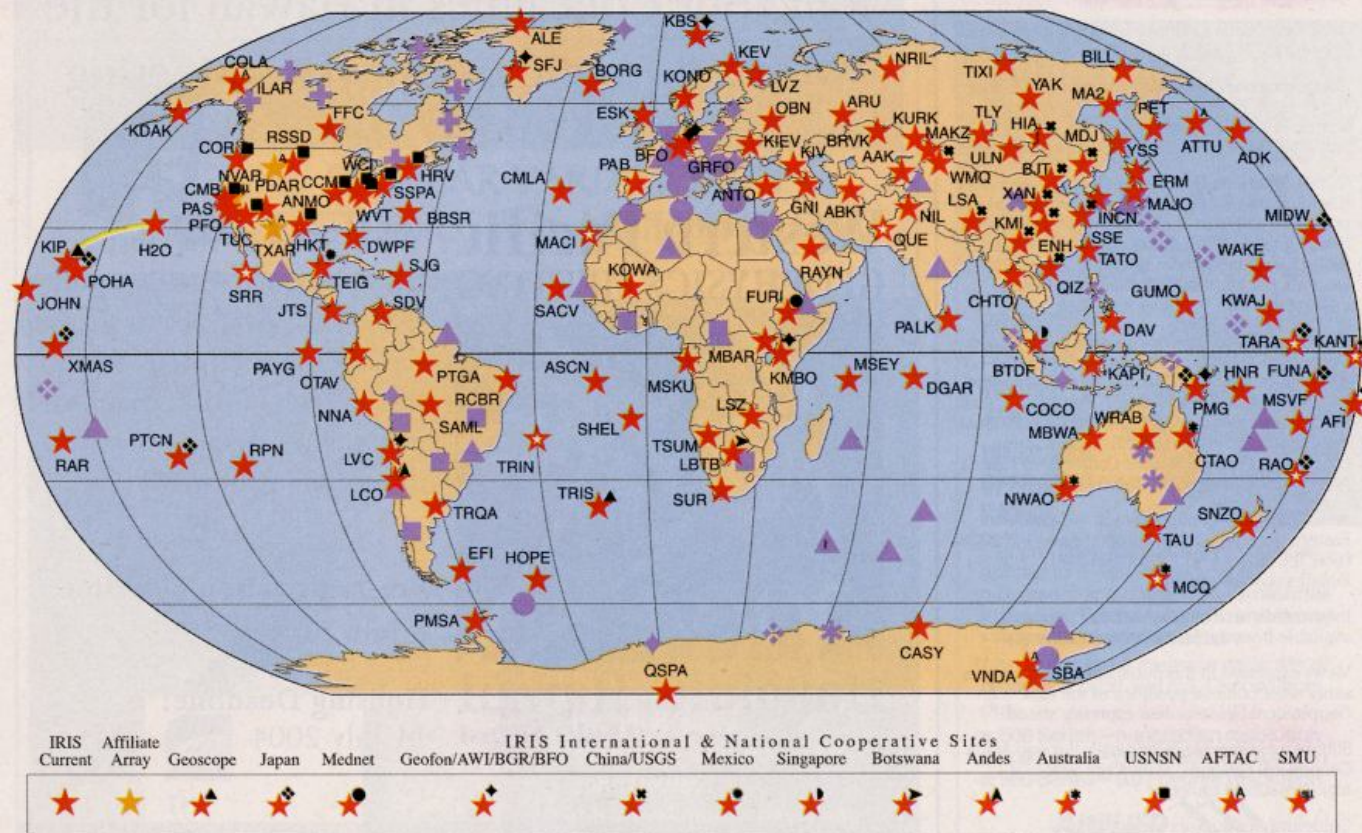 KBS
ALE
SFJ
KEV
COLA
ILAR
BORG
KONO
LVZ
NRIL
TIXI
BILL
YAK
MA2
PET
KDAK
FFC
ESK
OBN
ARU
KURK
TLY
HIA
MDJ
ATTU
ADK
COR
RSSD
NVAR
WCI
HRV
PAB
BFO
GRFO
KIEV
KIV
BRVK
MAKZ
AAK
ULN
BJT
YSS
CMB
PDAR
CCM
SSPA
CMLA
ANTO
WMQ
XAN
ERM
PAS
ANMO
BBSR
GNI
ABKT
NIL
LSA
INCN
MAJO
PFO
WVT
KMI
ENH
SSE
MIDW
KIP
H2O
TUC
TXAR
HKT
DWPF
MACI
QUE
TATO
WAKE
POHA
SRR
TEIG
SJG
KOWA
RAYN
QIZ
GUMO
KWAJ
JOHN
JTS
SDV
SACV
FURI
PALK
CHTO
DAV
TARA
KANT
XMAS
PAYG
OTAV
PTGA
ASCN
MSKU
MBAR
KMBO
MSEY
DGAR
BTDF
KAPI
HNR
FUNA
NNA
RCBR
SAML
SHEL
LSZ
COCO
WRAB
PMG
MSVF
AFI
RAR
PTCN
RPN
LVC
TRIN
TSUM
LBTB
MBWA
CTAO
RAO
LCO
TRQA
TRIS
SUR
NWAO
SNZO
TAU
EFI
HOPE
MCQ
PMSA
QSPA
CASY
VNDA
SBA
IRIS International & National Cooperative Sites
IRIS Current
Affiliate Array
Geoscope
Japan
Mednet
Geofon/AWI/BGR/BFO
China/USGS
Mexico
Singapore
Botswana
Andes
Australia
USNSN
AFTAC
SMU